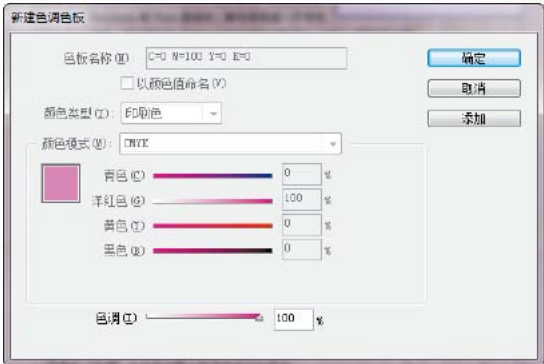 新建色调色板
色板名称(W): C=0 M=100 Y=0 K=0
以颜色值命名(V)
颜色类型(T): 印刷色
颜色模式(M): CMYK
青色(C) 0 %
洋红色(G) 100 %
黄色(Y) 0 %
黑色(B) 0 %
色调(I) 100 %
确定
取消
添加